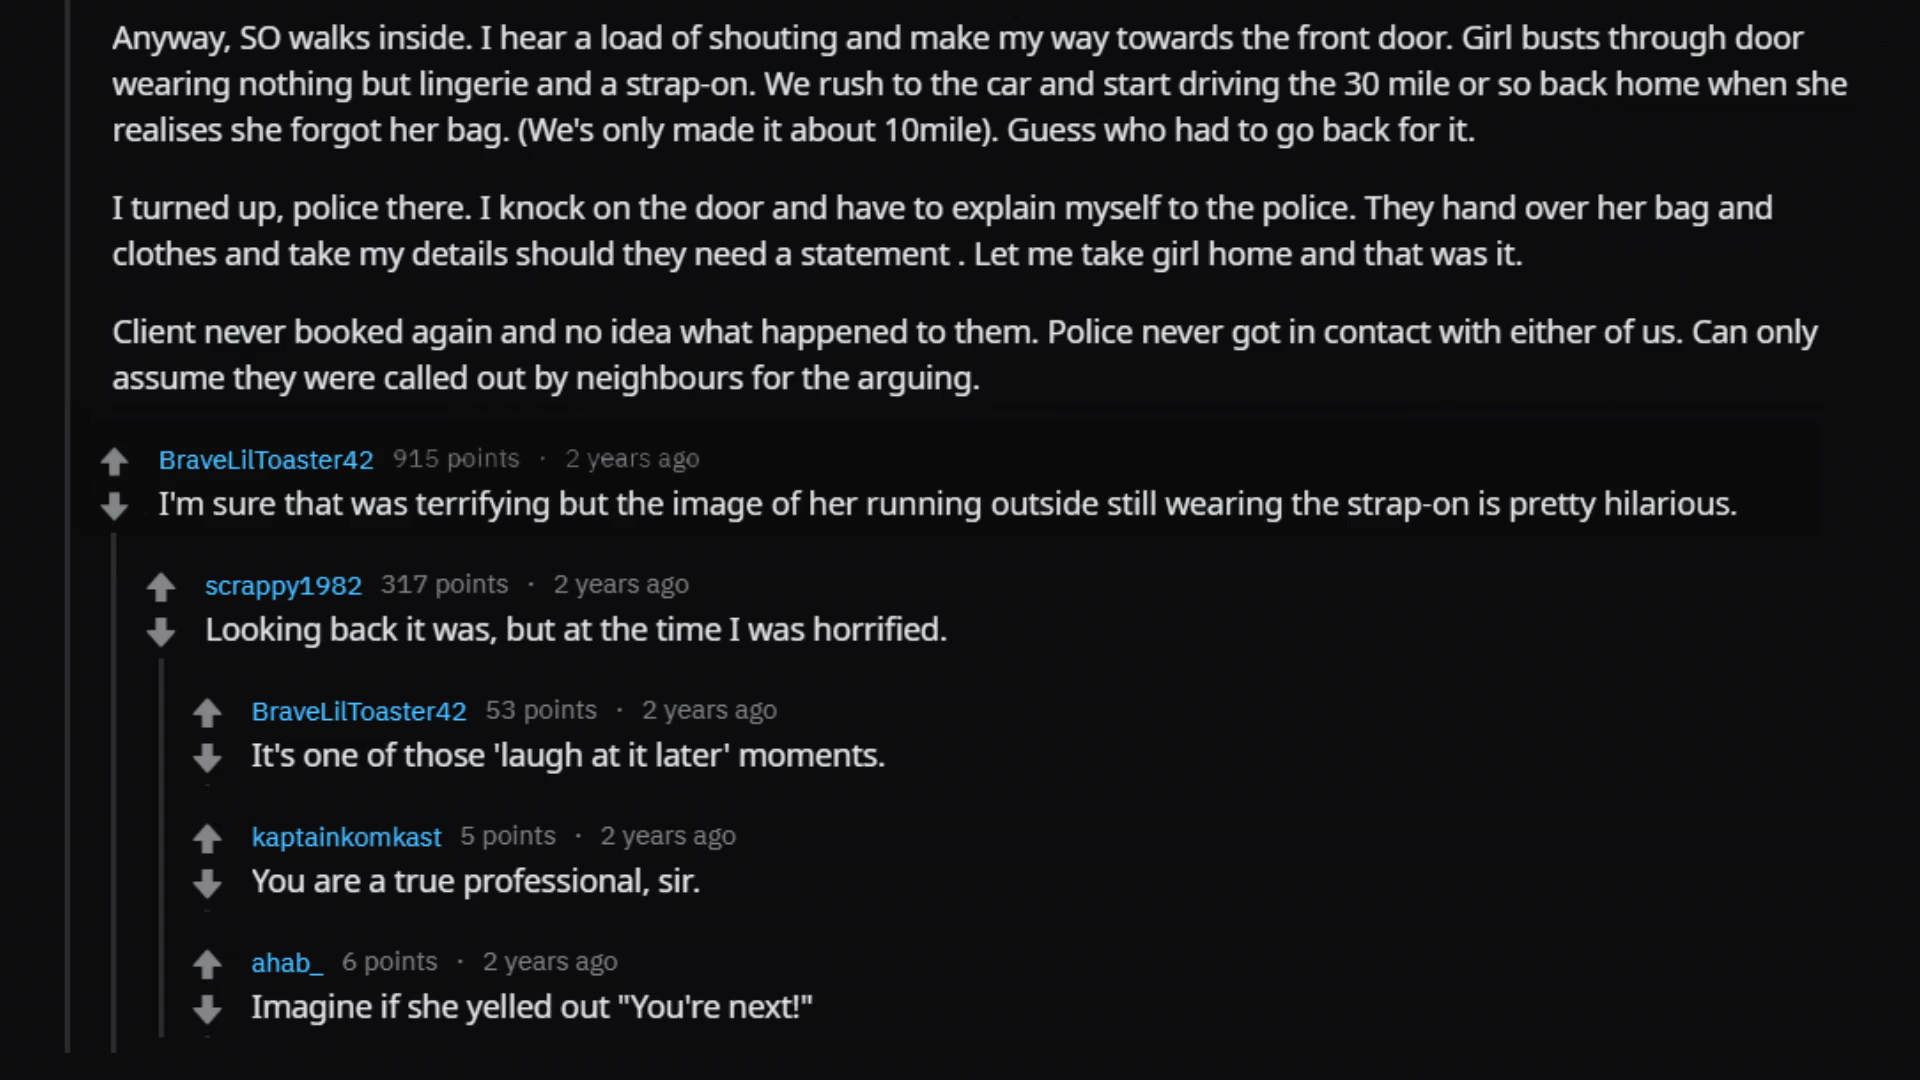 Anyway, SO walks inside. I hear a load of shouting and make my way towards the front door. Girl busts through door
wearing nothing but lingerie and a strap-on. We rush to the car and start driving the 30 mile or so back home when she
realises she forgot her bag. (We's only made it about 10mile). Guess who had to go back for it.
I turned up, police there. I knock on the door and have to explain myself to the police. They hand over her bag and
clothes and take my details should they need a statement . Let me take girl home and that was it.
Client never booked again and no idea what happened to them. Police never got in contact with either of us. Can only
assume they were called out by neighbours for the arguing.
BraveLilToaster42 915 points · 2 years ago
I'm sure that was terrifying but the image of her running outside still wearing the strap-on is pretty hilarious.
scrappy1982 317 points · 2 years ago
Looking back it was, but at the time I was horrified.
BraveLilToaster42 53 points · 2 years ago
It's one of those 'laugh at it later' moments.
kaptainkomkast 5 points · 2 years ago
You are a true professional, sir.
ahab_ 6 points · 2 years ago
Imagine if she yelled out "You're next!"